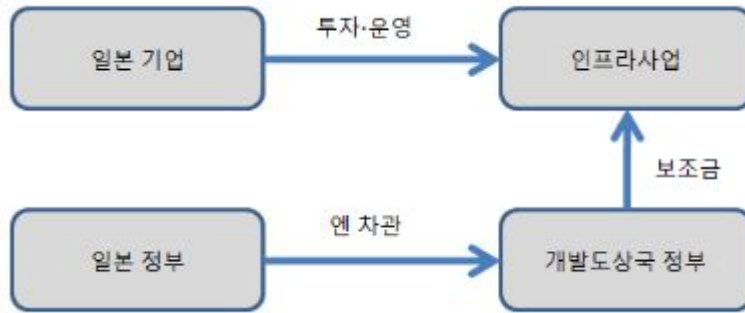 일본 기업
투자·운영
인프라사업
보조금
일본 정부
엔 차관
개발도상국 정부